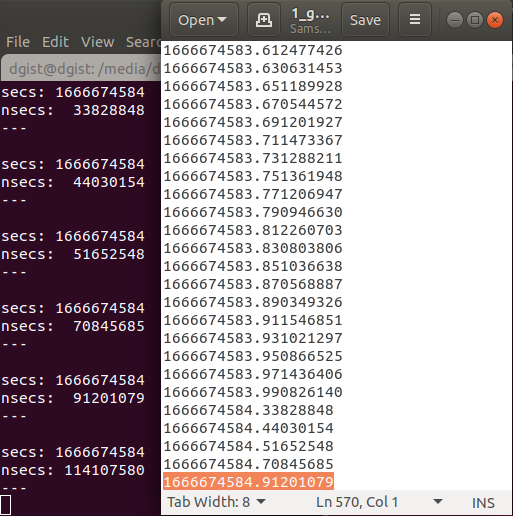 File Edit View Searc
dgist@dgist: /media/d
secs: 1666674584
nsecs:  33828848
---
secs: 1666674584
nsecs:  44030154
---
secs: 1666674584
nsecs:  51652548
---
secs: 1666674584
nsecs:  70845685
---
secs: 1666674584
nsecs:  91201079
---
secs: 1666674584
nsecs: 114107580
---
Open 1_g... Save
Sams...
1666674583.612477426
1666674583.630631453
1666674583.651189928
1666674583.670544572
1666674583.691201927
1666674583.711473367
1666674583.731288211
1666674583.751361948
1666674583.771206947
1666674583.790946630
1666674583.812260703
1666674583.830803806
1666674583.851036638
1666674583.870568887
1666674583.890349326
1666674583.911546851
1666674583.931021297
1666674583.950866525
1666674583.971436406
1666674583.990826140
1666674584.33828848
1666674584.44030154
1666674584.51652548
1666674584.70845685
1666674584.91201079
Tab Width: 8 Ln 570, Col 1 INS